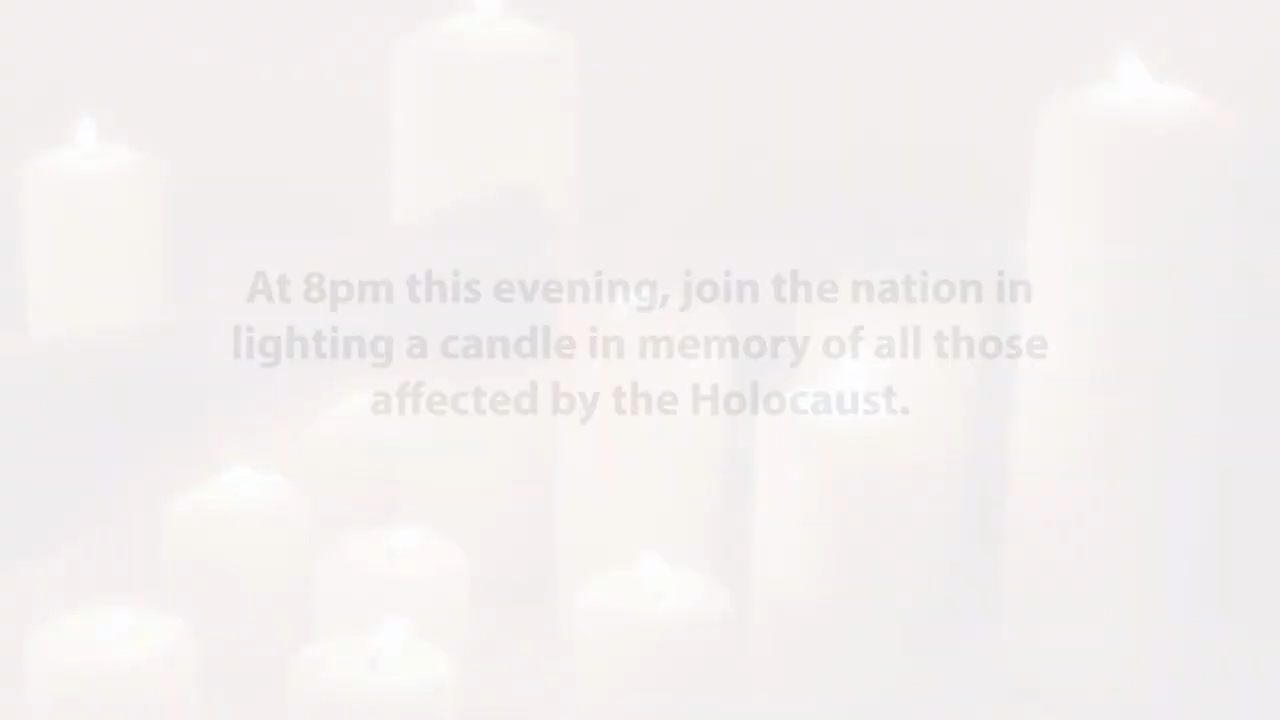 At 8pm this evening, join the nation in
lighting a candle in memory of all those
affected by the Holocaust.